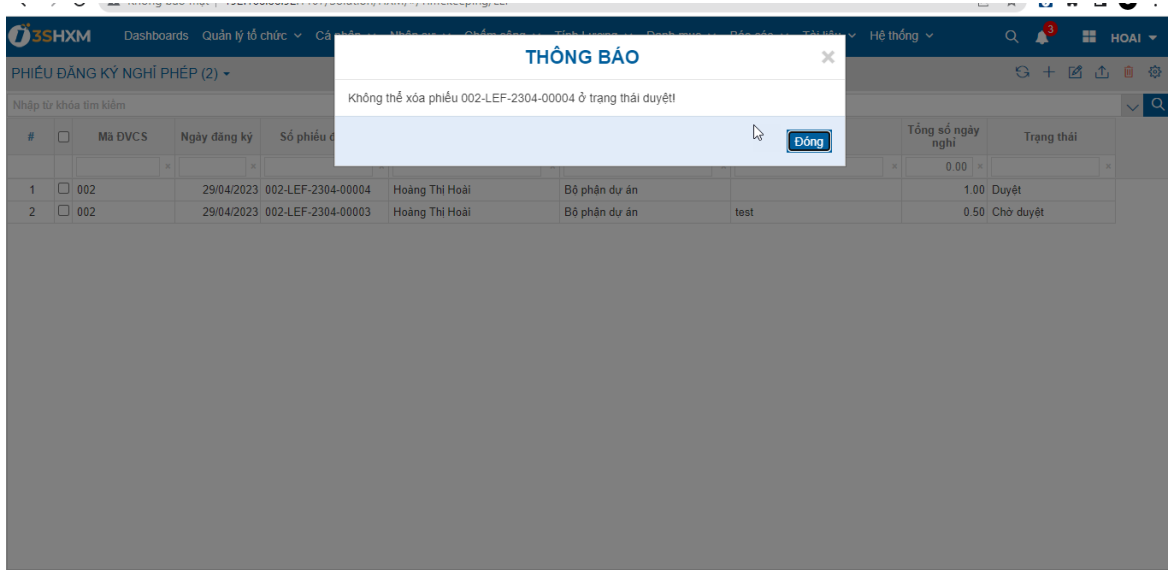 3SHXM
Dashboards Quản lý tổ chức Hệ thống 3 HOAI
THÔNG BÁO ×
PHIẾU ĐĂNG KÝ NGHỈ PHÉP (2)
Không thể xóa phiếu 002-LEF-2304-00004 ở trạng thái duyệt!
Nhập từ khóa tìm kiếm
Đóng
# Mã ĐVCS Ngày đăng ký Số phiếu Tổng số ngày nghỉ Trạng thái
0.00
1 002 29/04/2023 002-LEF-2304-00004 Hoàng Thị Hoài Bộ phận dự án 1.00 Duyệt
2 002 29/04/2023 002-LEF-2304-00003 Hoàng Thị Hoài Bộ phận dự án test 0.50 Chờ duyệt